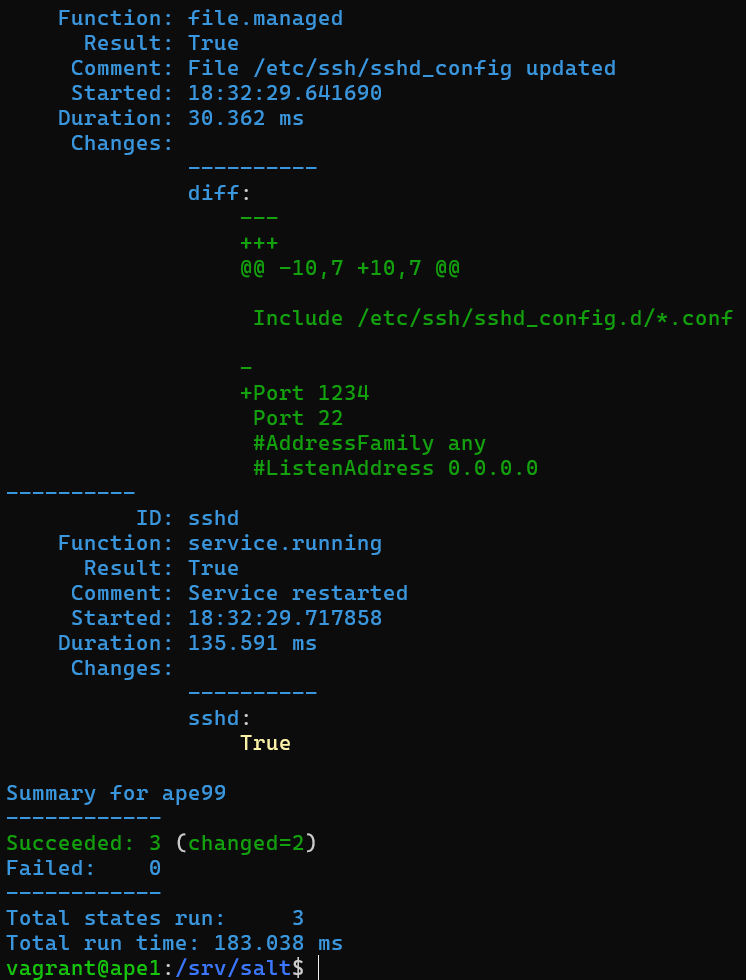 Function: file.managed
Result: True
Comment: File /etc/ssh/sshd_config updated
Started: 18:32:29.641690
Duration: 30.362 ms
Changes:
----------
diff:
---
+++
@@ -10,7 +10,7 @@
Include /etc/ssh/sshd_config.d/*.conf
-
+Port 1234
Port 22
#AddressFamily any
#ListenAddress 0.0.0.0
----------
ID: sshd
Function: service.running
Result: True
Comment: Service restarted
Started: 18:32:29.717858
Duration: 135.591 ms
Changes:
----------
sshd:
True
Summary for ape99
------------
Succeeded: 3 (changed=2)
Failed:    0
------------
Total states run:     3
Total run time: 183.038 ms
vagrant@ape1:/srv/salt$